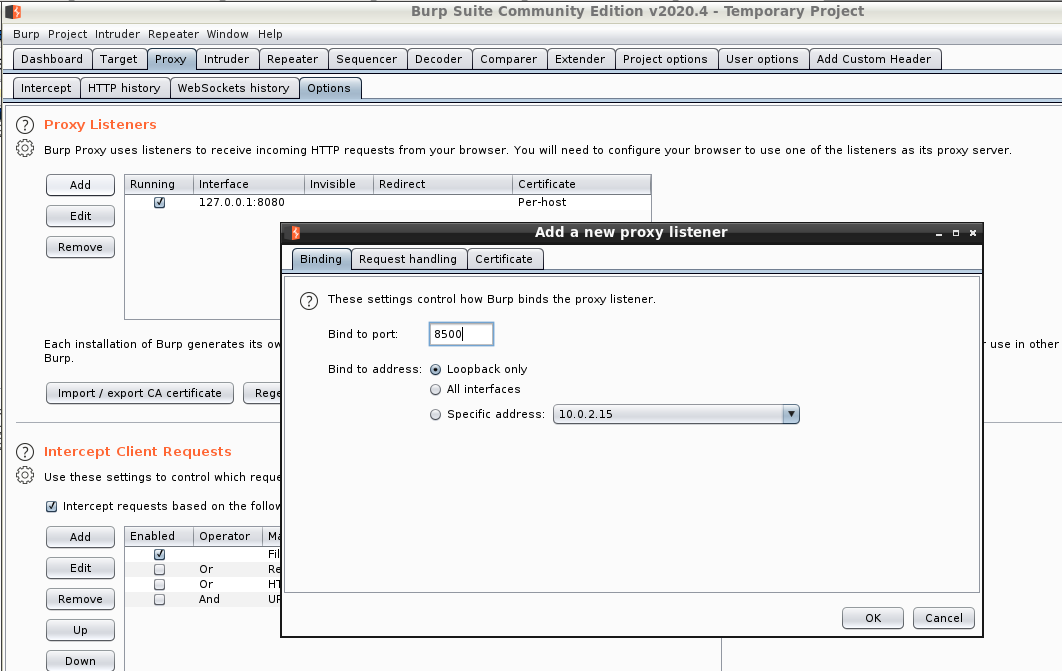 Burp Suite Community Edition v2020.4 - Temporary Project
Burp Project Intruder Repeater Window Help
Dashboard Target Proxy Intruder Repeater Sequencer Decoder Comparer Extender Project options User options Add Custom Header
Intercept HTTP history WebSockets history Options
? Proxy Listeners
Burp Proxy uses listeners to receive incoming HTTP requests from your browser. You will need to configure your browser to use one of the listeners as its proxy server.
Add Running Interface Invisible Redirect Certificate
127.0.0.1:8080 Per-host
Edit
Remove
Add a new proxy listener
Binding Request handling Certificate
? These settings control how Burp binds the proxy listener.
Bind to port: 8500
Bind to address: Loopback only
All interfaces
Specific address: 10.0.2.15
OK Cancel
Each installation of Burp generates its ow
r use in other
Burp.
Import / export CA certificate Rege
? Intercept Client Requests
Use these settings to control which reque
Intercept requests based on the follow
Add Enabled Operator Ma
Fil
Edit Or Re
Or HT
Remove And UR
Up
Down